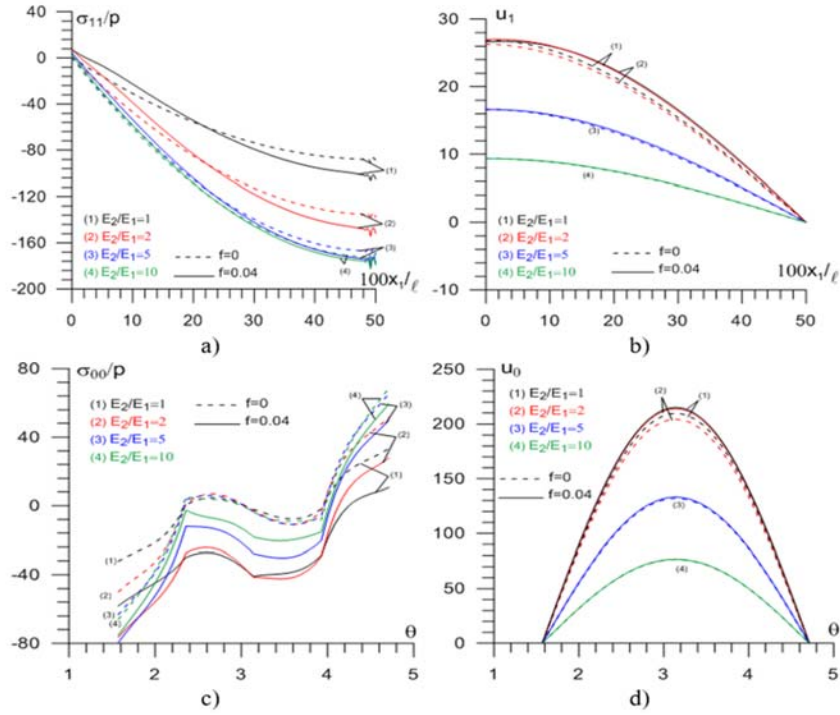 σ11/p
40
0
-40
-80
-120
-160
-200
(1)
(2)
(3)
(4)
(1) E2/E1=1
(2) E2/E1=2
(3) E2/E1=5
(4) E2/E1=10
f=0
f=0.04
100x1/ℓ
0 10 20 30 40 50
a)
u1
30
20
10
0
-10
(1)
(2)
(3)
(4)
(1) E2/E1=1
(2) E2/E1=2
(3) E2/E1=5
(4) E2/E1=10
f=0
f=0.04
100x1/ℓ
0 10 20 30 40 50
b)
σ00/p
80
40
0
-40
-80
(1) E2/E1=1
(2) E2/E1=2
(3) E2/E1=5
(4) E2/E1=10
f=0
f=0.04
(4)
(3)
(2)
(1)
(1)
(2)
(3)
(4)
θ
1 2 3 4 5
c)
u0
250
200
150
100
50
0
(1) E2/E1=1
(2) E2/E1=2
(3) E2/E1=5
(4) E2/E1=10
f=0
f=0.04
(2)
(1)
(3)
(4)
θ
1 2 3 4 5
d)